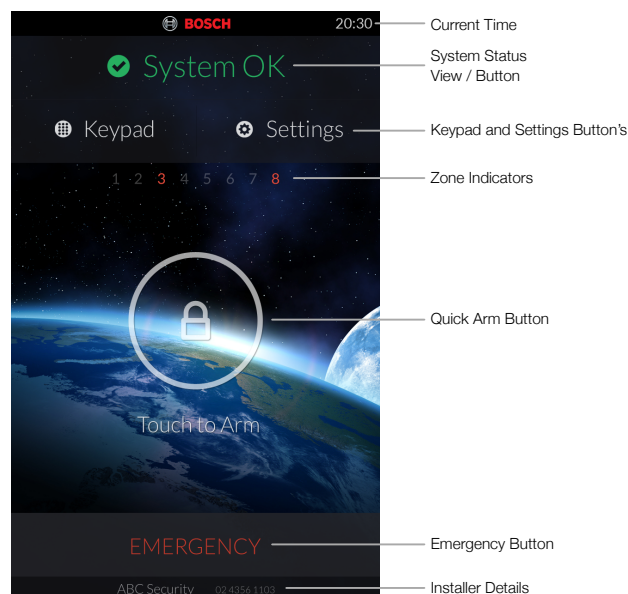 BOSCH
20:30
Current Time
System OK
System Status
View / Button
Keypad
Settings
Keypad and Settings Button's
1 2 3 4 5 6 7 8
Zone Indicators
Quick Arm Button
Touch to Arm
EMERGENCY
Emergency Button
ABC Security 02 4356 1103
Installer Details